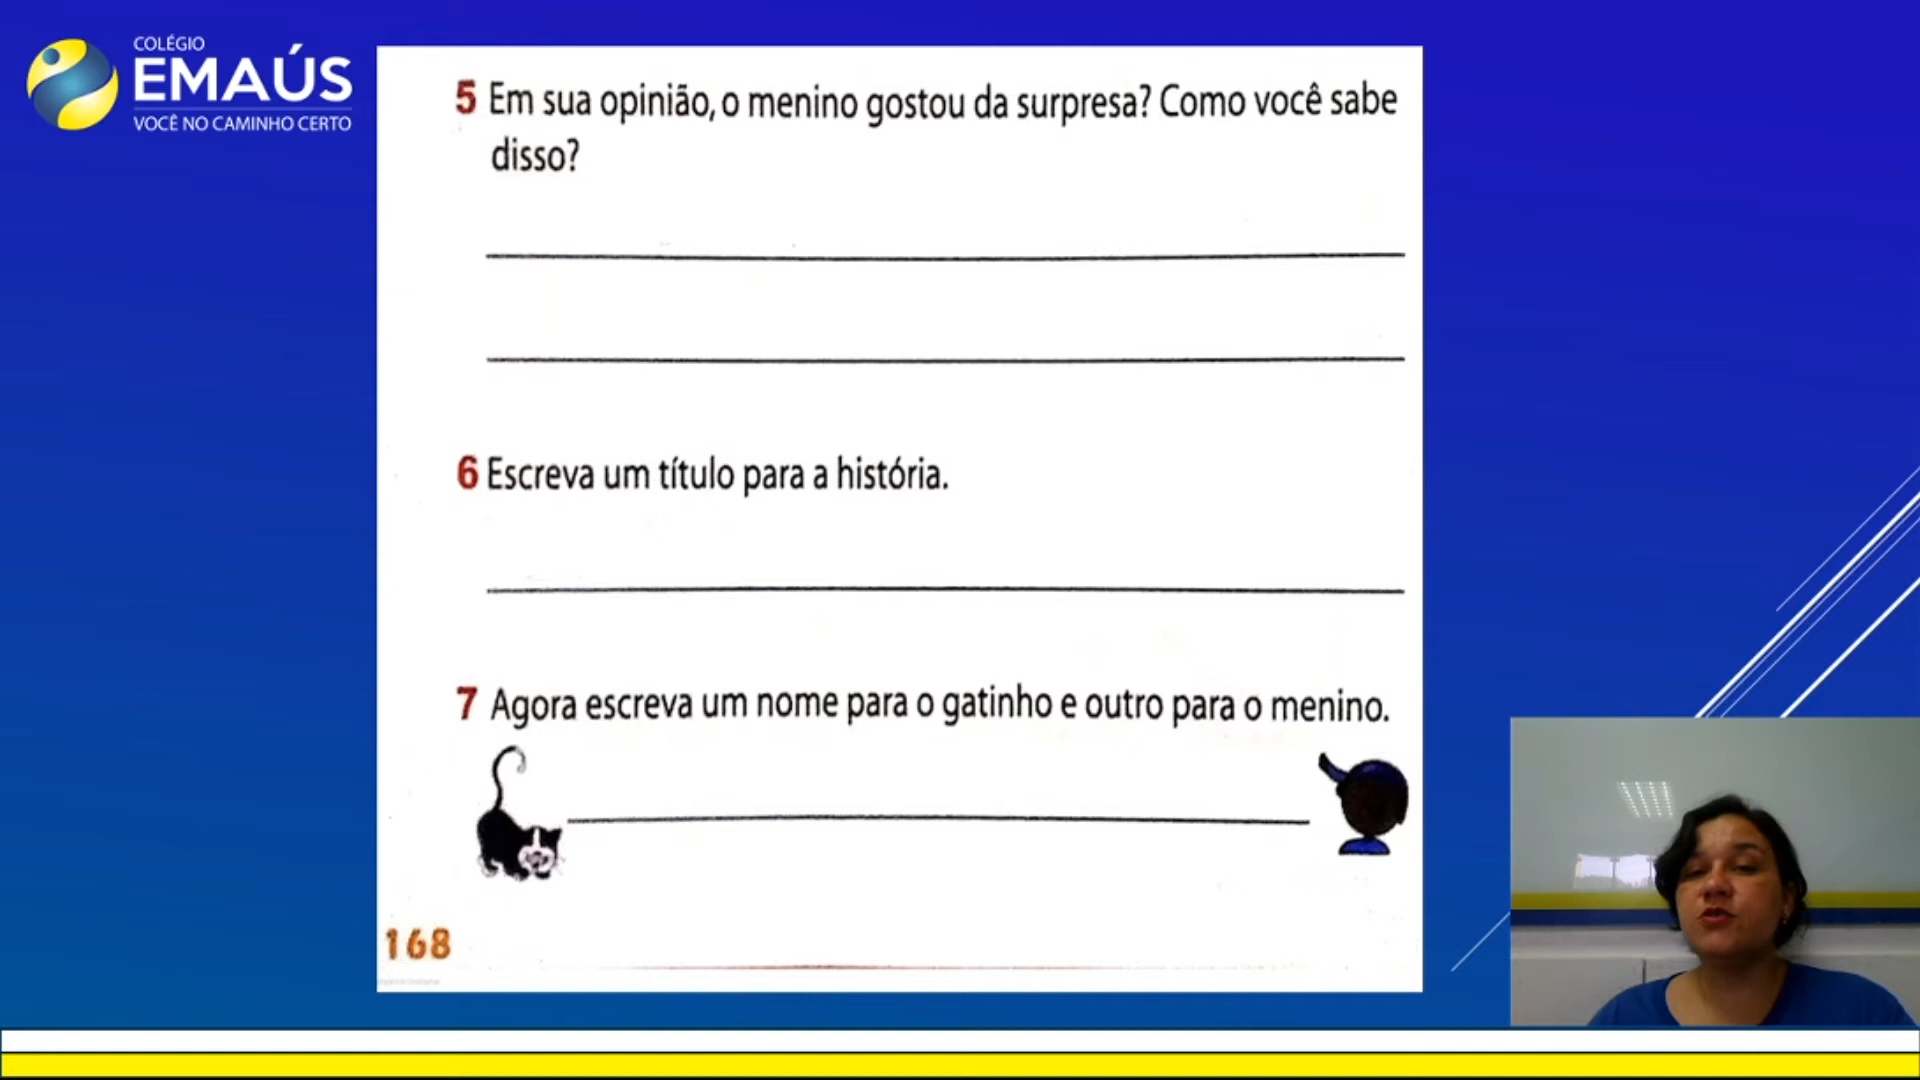 COLÉGIO
EMAÚS
VOCÊ NO CAMINHO CERTO
5 Em sua opinião, o menino gostou da surpresa? Como você sabe
disso?
6 Escreva um título para a história.
7 Agora escreva um nome para o gatinho e outro para o menino.
168